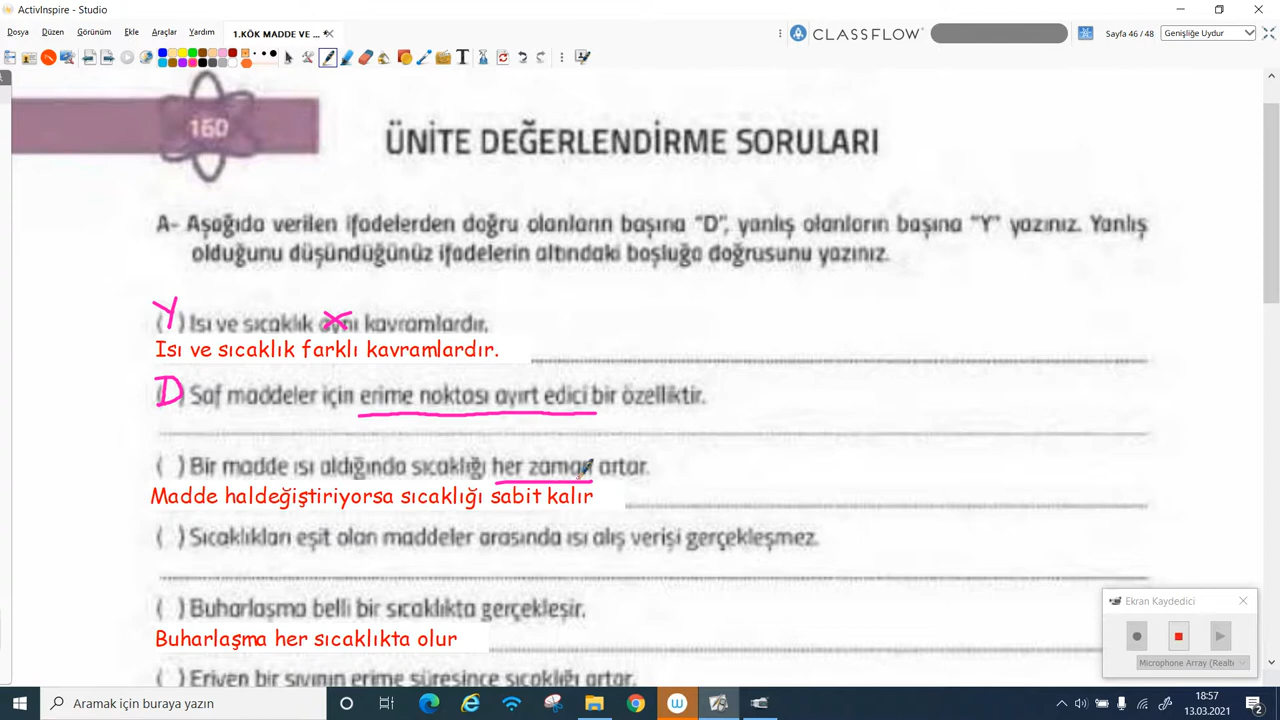 ActivInspire - Studio
Dosya Düzen Görünüm Ekle Araçlar Yardım 1.KÖK MADDE VE ... *
CLASSFLOW Sayfa 46 / 48 Genişliğe Uydur
160
ÜNİTE DEĞERLENDİRME SORULARI
A- Aşağıda verilen ifadelerden doğru olanların başına "D", yanlış olanların başına "Y" yazınız. Yanlış
olduğunu düşündüğünüz ifadelerin altındaki boşluğa doğrusunu yazınız.
(Y) Isı ve sıcaklık aynı kavramlardır.
Isı ve sıcaklık farklı kavramlardır.
(D) Saf maddeler için erime noktası ayırt edici bir özelliktir.
( ) Bir madde ısı aldığında sıcaklığı her zaman artar.
Madde haldeğiştiriyorsa sıcaklığı sabit kalır
( ) Sıcaklıkları eşit olan maddeler arasında ısı alış verişi gerçekleşmez.
( ) Buharlaşma belli bir sıcaklıkta gerçekleşir.
Buharlaşma her sıcaklıkta olur
( ) Eriyen bir sıvının erime süresince sıcaklığı artar.
Ekran Kaydedici
Microphone Array (Realte
Aramak için buraya yazın
18:57
13.03.2021
2